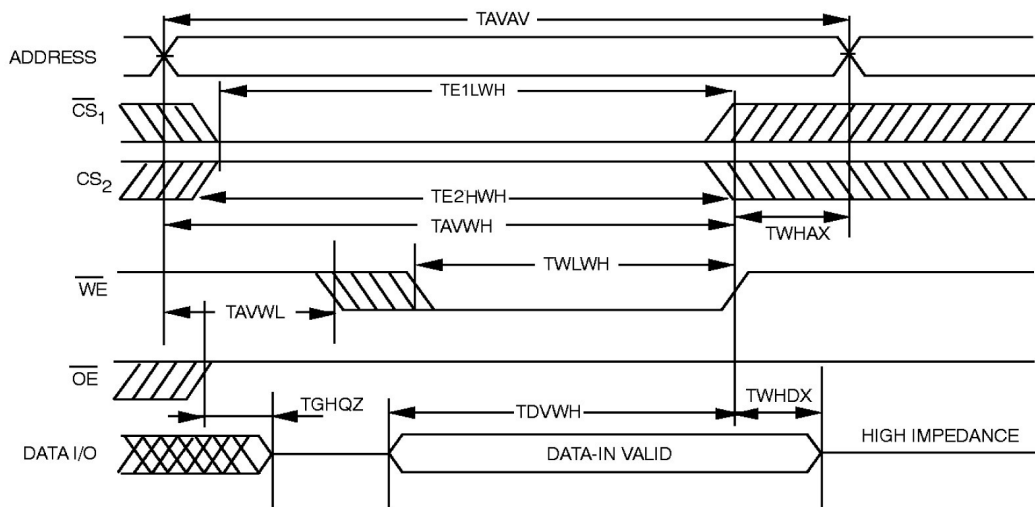 TAVAV
ADDRESS
TE1LWH
CS1
CS2
TE2HWH
TAVWH
TWHAX
WE
TWLWH
TAVWL
OE
TGHQZ
TDVWH
TWHDX
DATA I/O
DATA-IN VALID
HIGH IMPEDANCE